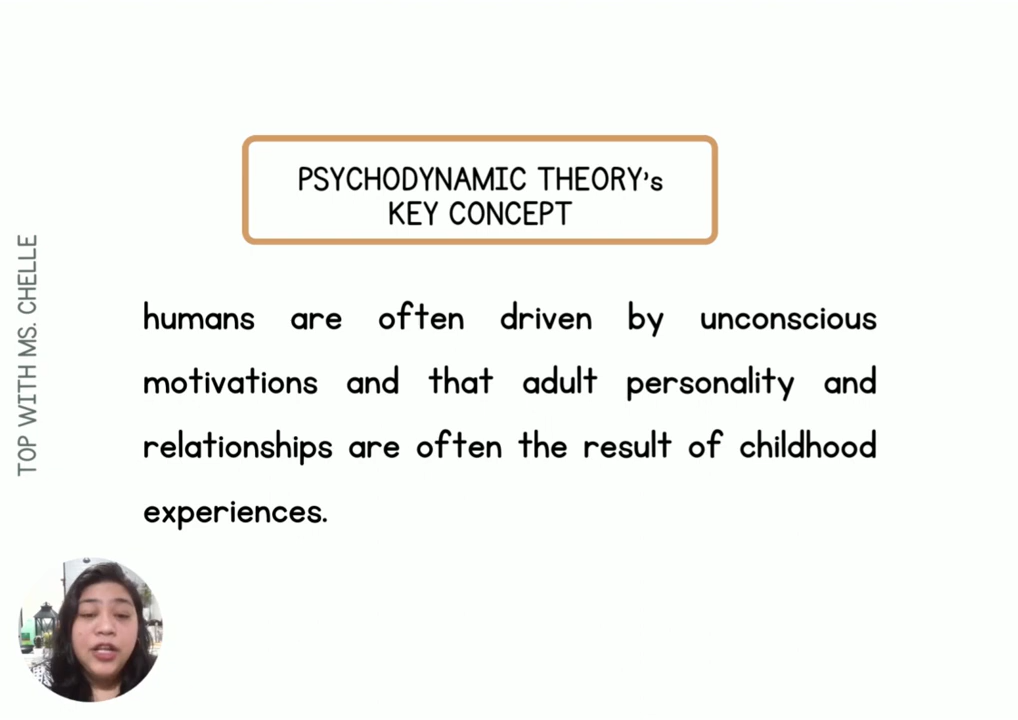 PSYCHODYNAMIC THEORY's
KEY CONCEPT
humans are often driven by unconscious
motivations and that adult personality and
relationships are often the result of childhood
experiences.
TOP WITH MS. CHELLE